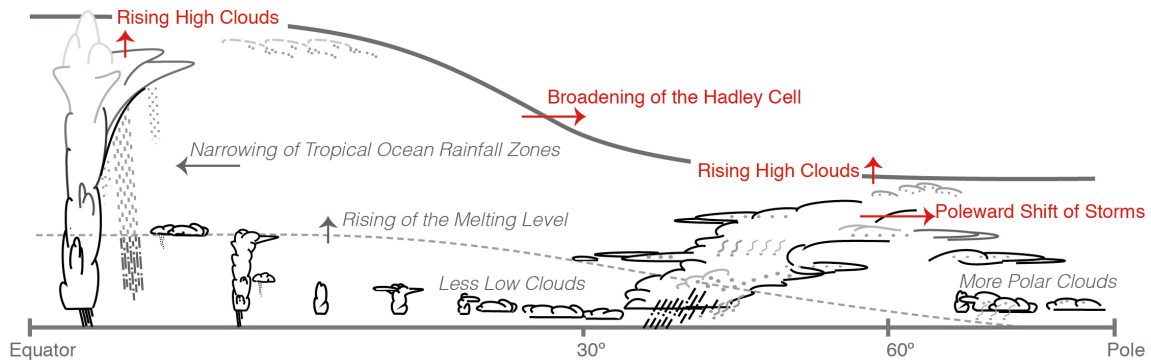 Rising High Clouds
Broadening of the Hadley Cell
Narrowing of Tropical Ocean Rainfall Zones
Rising High Clouds
Rising of the Melting Level
Poleward Shift of Storms
Less Low Clouds
More Polar Clouds
Equator
30º
60º
Pole